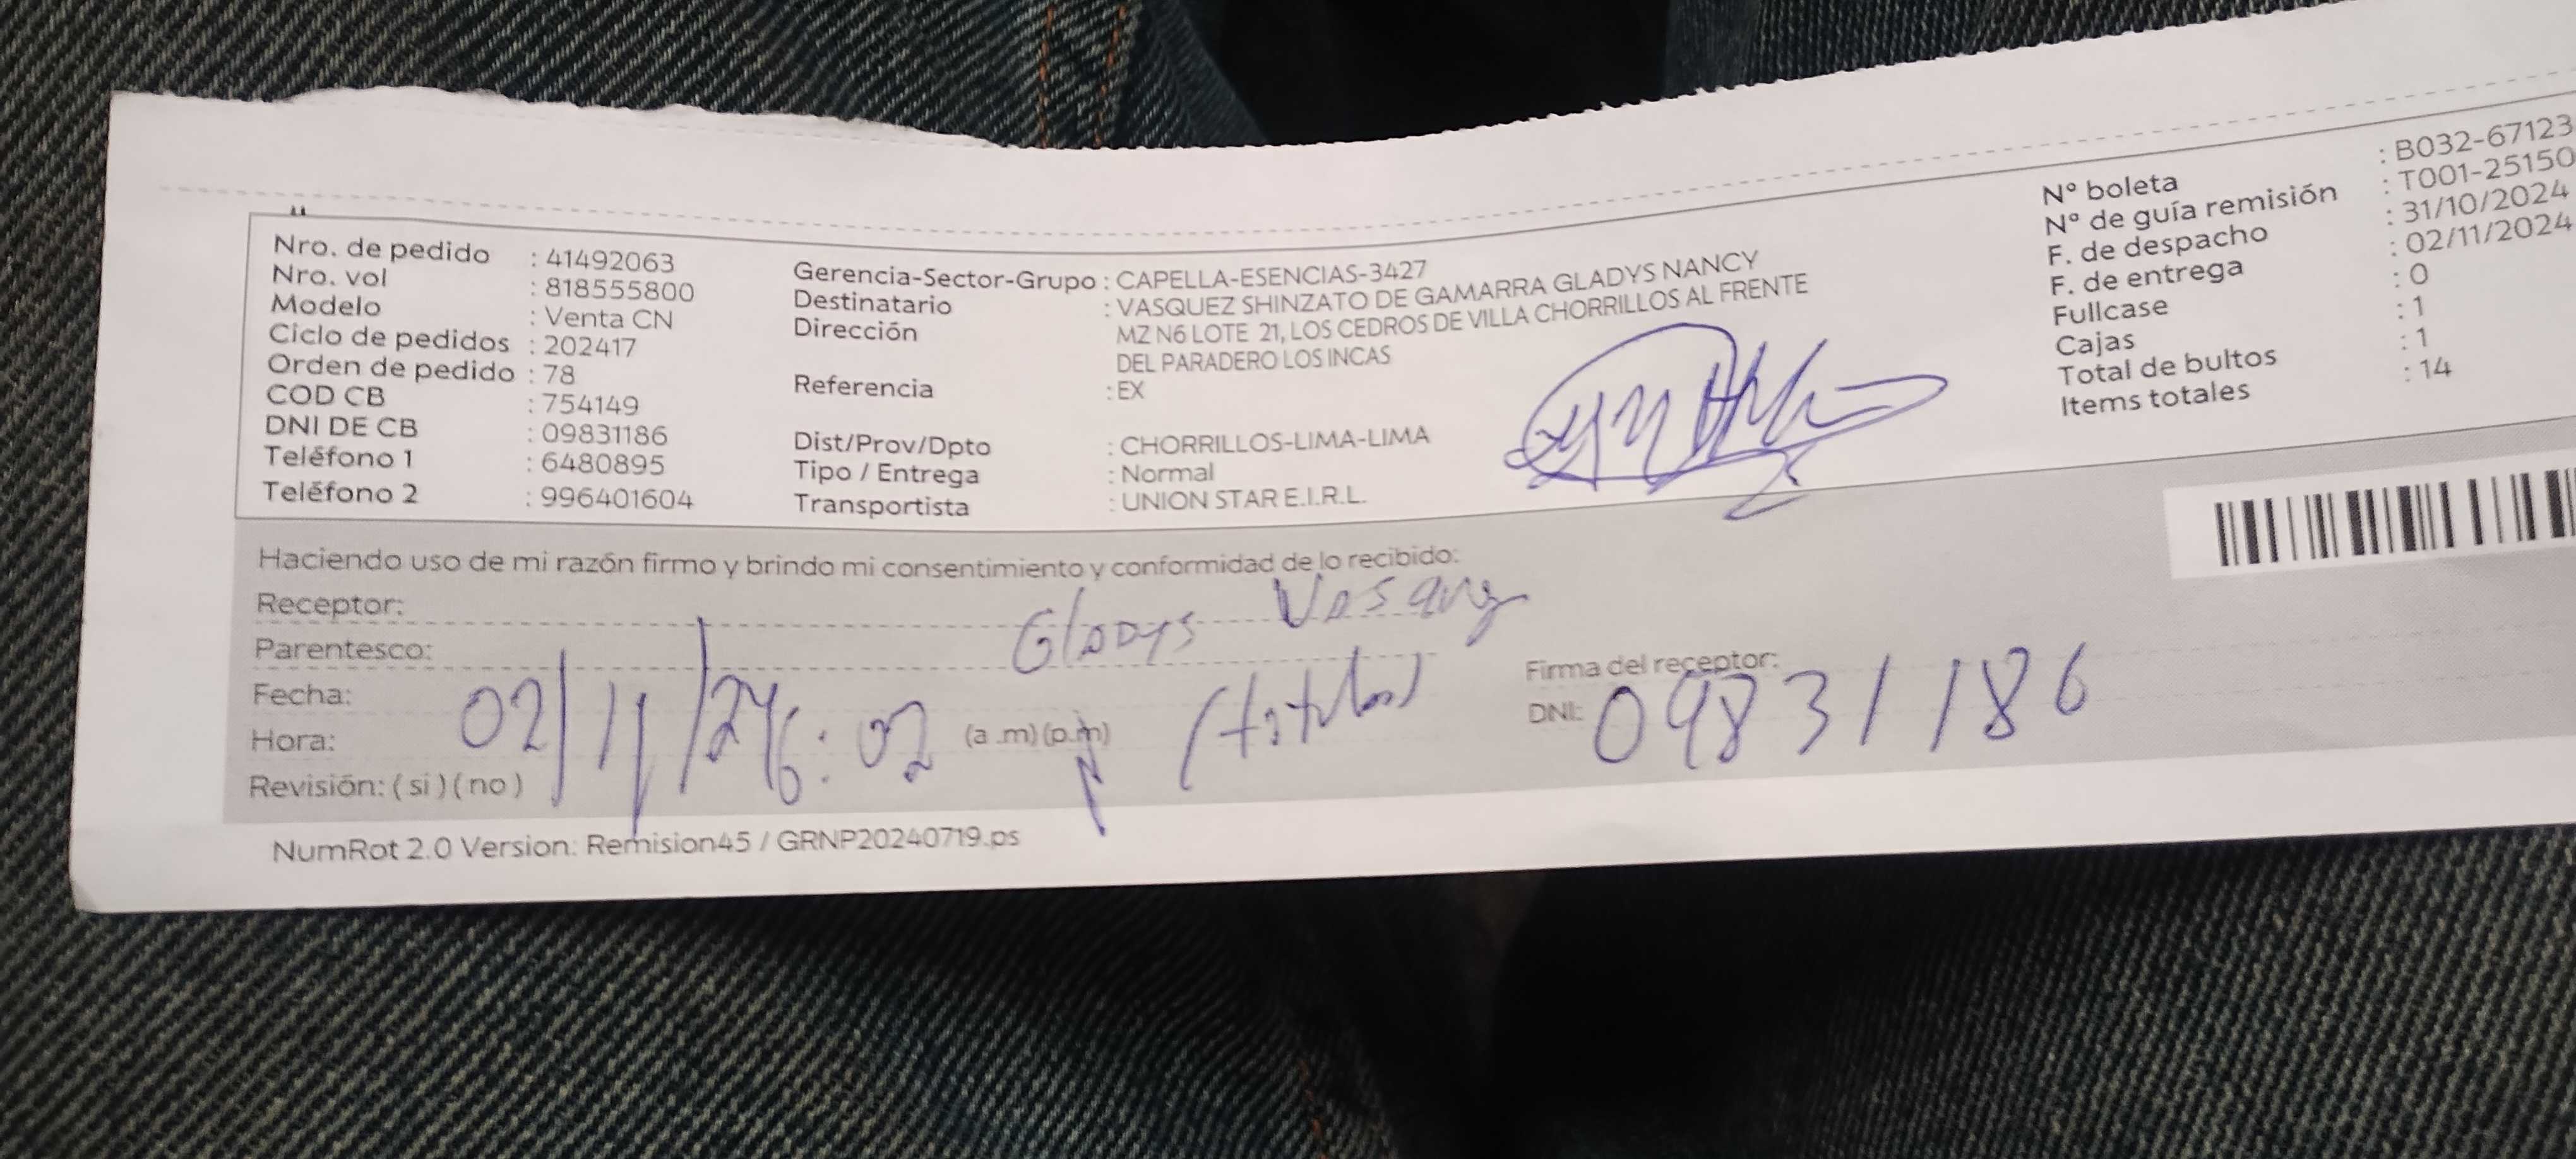 Nro. de pedido : 41492063
Nro. vol : 818555800
Modelo : Venta CN
Ciclo de pedidos : 202417
Orden de pedido : 78
COD CB : 754149
DNI DE CB : 09831186
Teléfono 1 : 6480895
Teléfono 2 : 996401604
Gerencia-Sector-Grupo : CAPELLA-ESENCIAS-3427
Destinatario : VASQUEZ SHINZATO DE GAMARRA GLADYS NANCY
Dirección : MZ N6 LOTE 21, LOS CEDROS DE VILLA CHORRILLOS AL FRENTE
DEL PARADERO LOS INCAS
Referencia : EX
Dist/Prov/Dpto : CHORRILLOS-LIMA-LIMA
Tipo / Entrega : Normal
Transportista : UNION STAR E.I.R.L.
N° boleta : B032-67123
N° de guía remisión : T001-25150
F. de despacho : 31/10/2024
F. de entrega : 02/11/2024
Fullcase : 0
Cajas : 1
Total de bultos : 1
Items totales : 14
Haciendo uso de mi razón firmo y brindo mi consentimiento y conformidad de lo recibido:
Receptor: Gladys Vasquez
Parentesco: (titular)
Fecha: 02/11/24
Hora: 6:02 (a .m) (p.m)
Revisión: ( si ) ( no )
Firma del receptor:
DNI: 09831186
NumRot 2.0 Version: Remision45 / GRNP20240719.ps